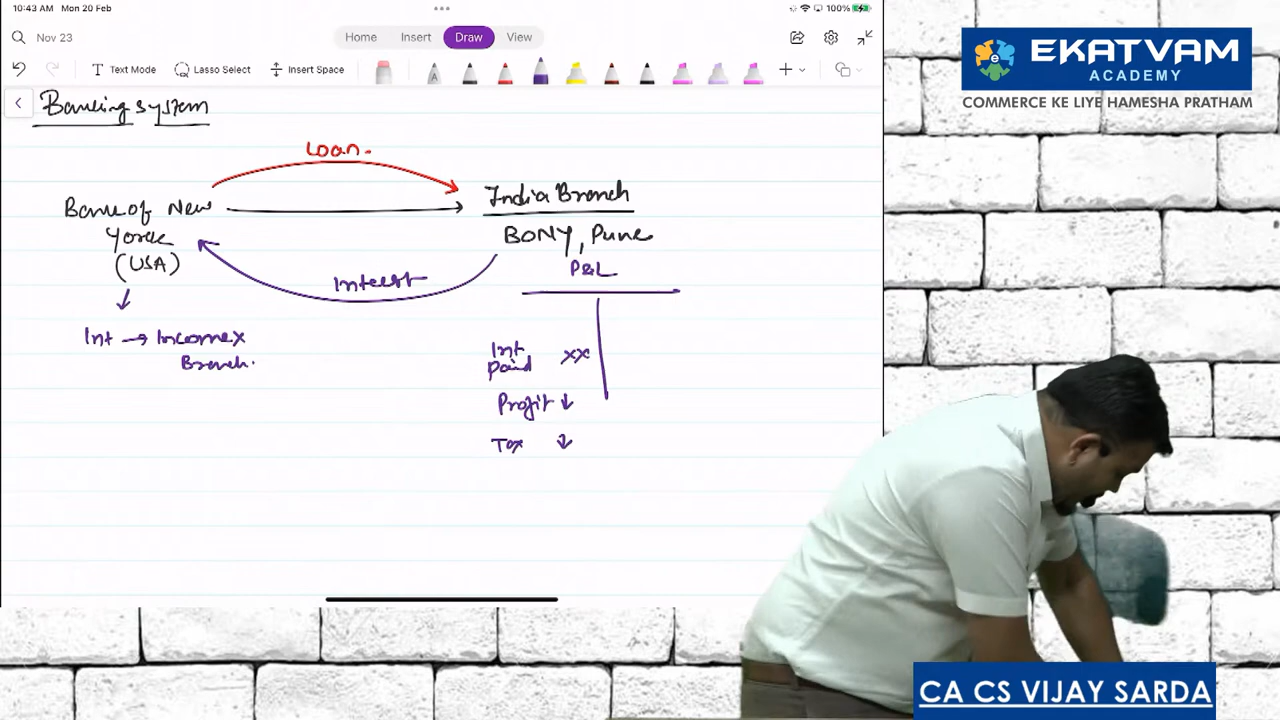 10:43 AM Mon 20 Feb
100%
Nov 23
Home Insert Draw View
Text Mode Lasso Select Insert Space
Banking system
Loan.
Bank of New
York
(USA)
India Branch
BONY, Pune
Interest
P&L
Int → Income x
Branch.
Int
paid xx
Profit ↓
Tax ↓
EKATVAM
ACADEMY
COMMERCE KE LIYE HAMESHA PRATHAM
CA CS VIJAY SARDA